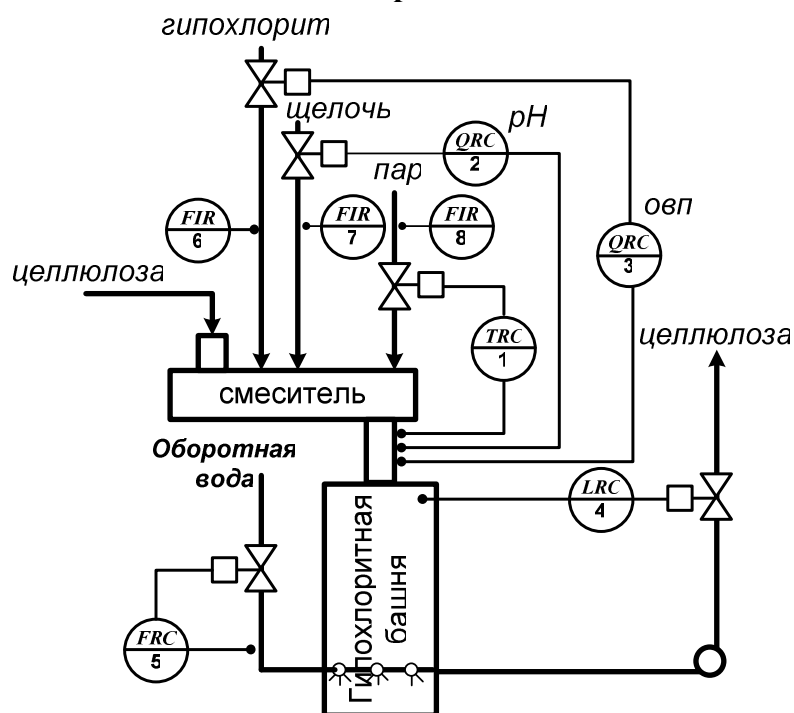 гипохлорит
щелочь
QRC
2
pH
пар
FIR
6
FIR
7
FIR
8
овп
QRC
3
целлюлоза
TRC
1
целлюлоза
смеситель
Оборотная
вода
LRC
4
Гипохлоритная
башня
FRC
5